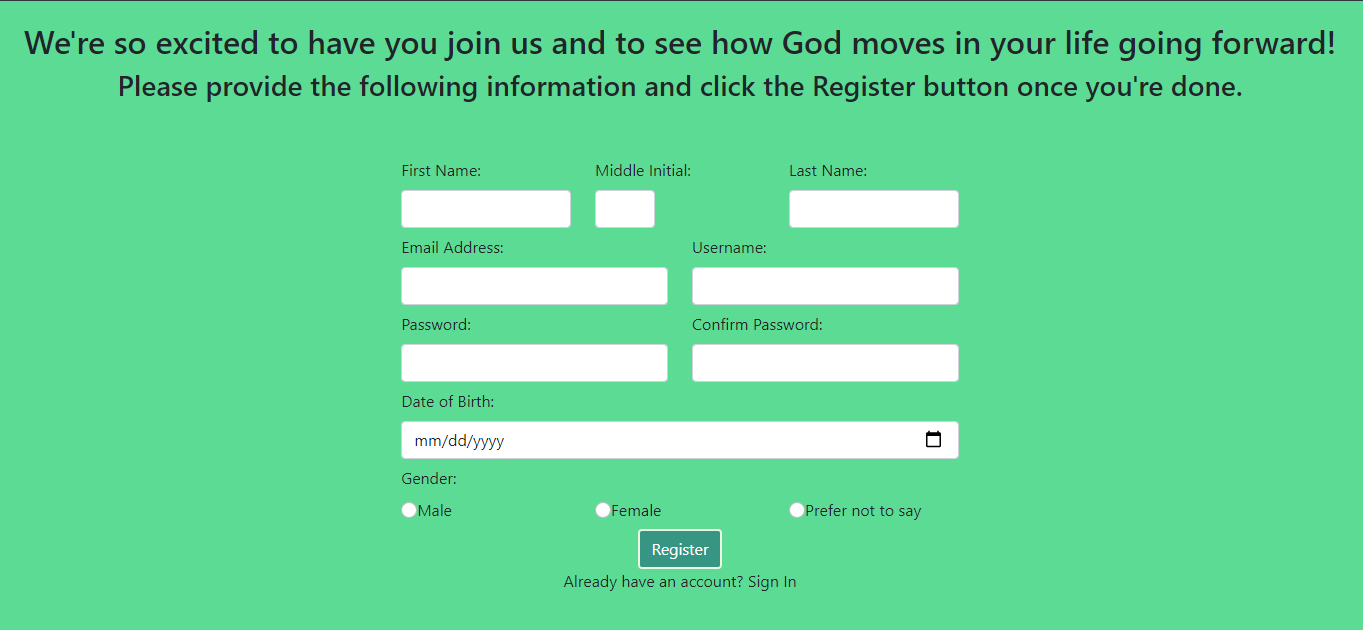 We're so excited to have you join us and to see how God moves in your life going forward!
Please provide the following information and click the Register button once you're done.
First Name: Middle Initial: Last Name:
Email Address: Username:
Password: Confirm Password:
Date of Birth:
mm/dd/yyyy
Gender:
Male Female Prefer not to say
Register
Already have an account? Sign In